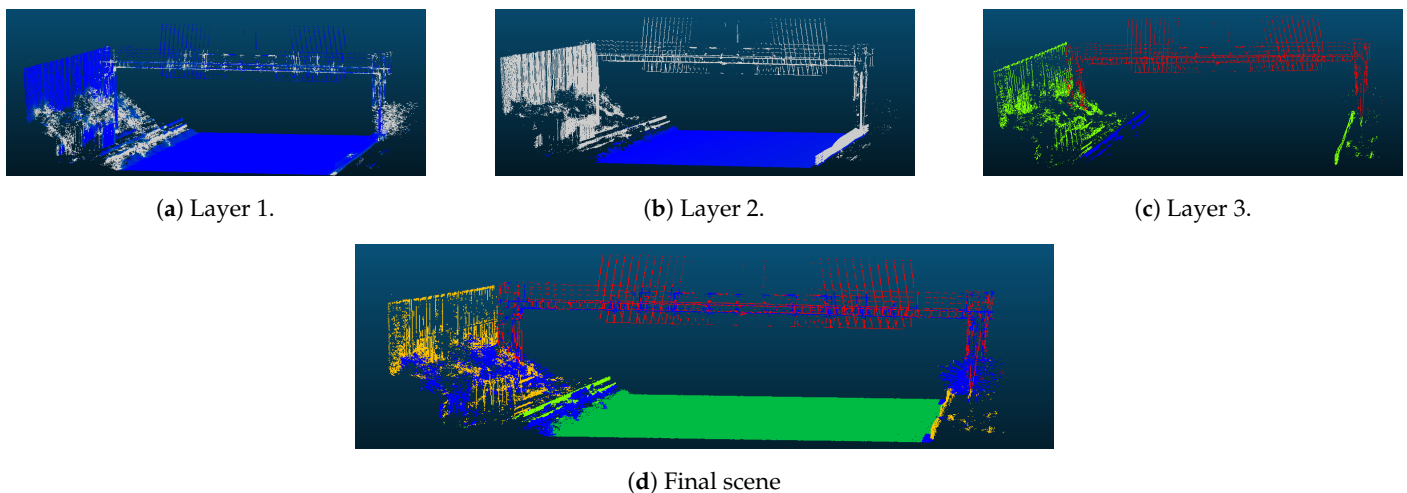 (a) Layer 1.
(b) Layer 2.
(c) Layer 3.
(d) Final scene